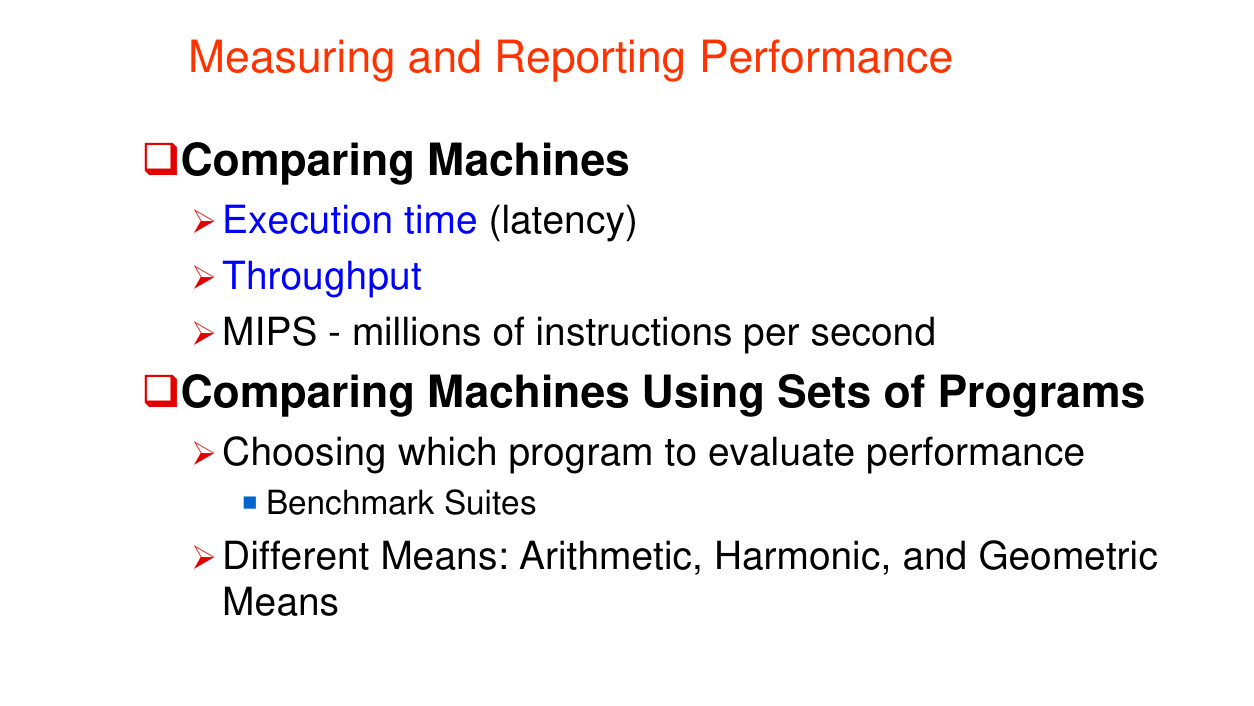 Measuring and Reporting Performance
Comparing Machines
Execution time (latency)
Throughput
MIPS - millions of instructions per second
Comparing Machines Using Sets of Programs
Choosing which program to evaluate performance
Benchmark Suites
Different Means: Arithmetic, Harmonic, and Geometric
Means